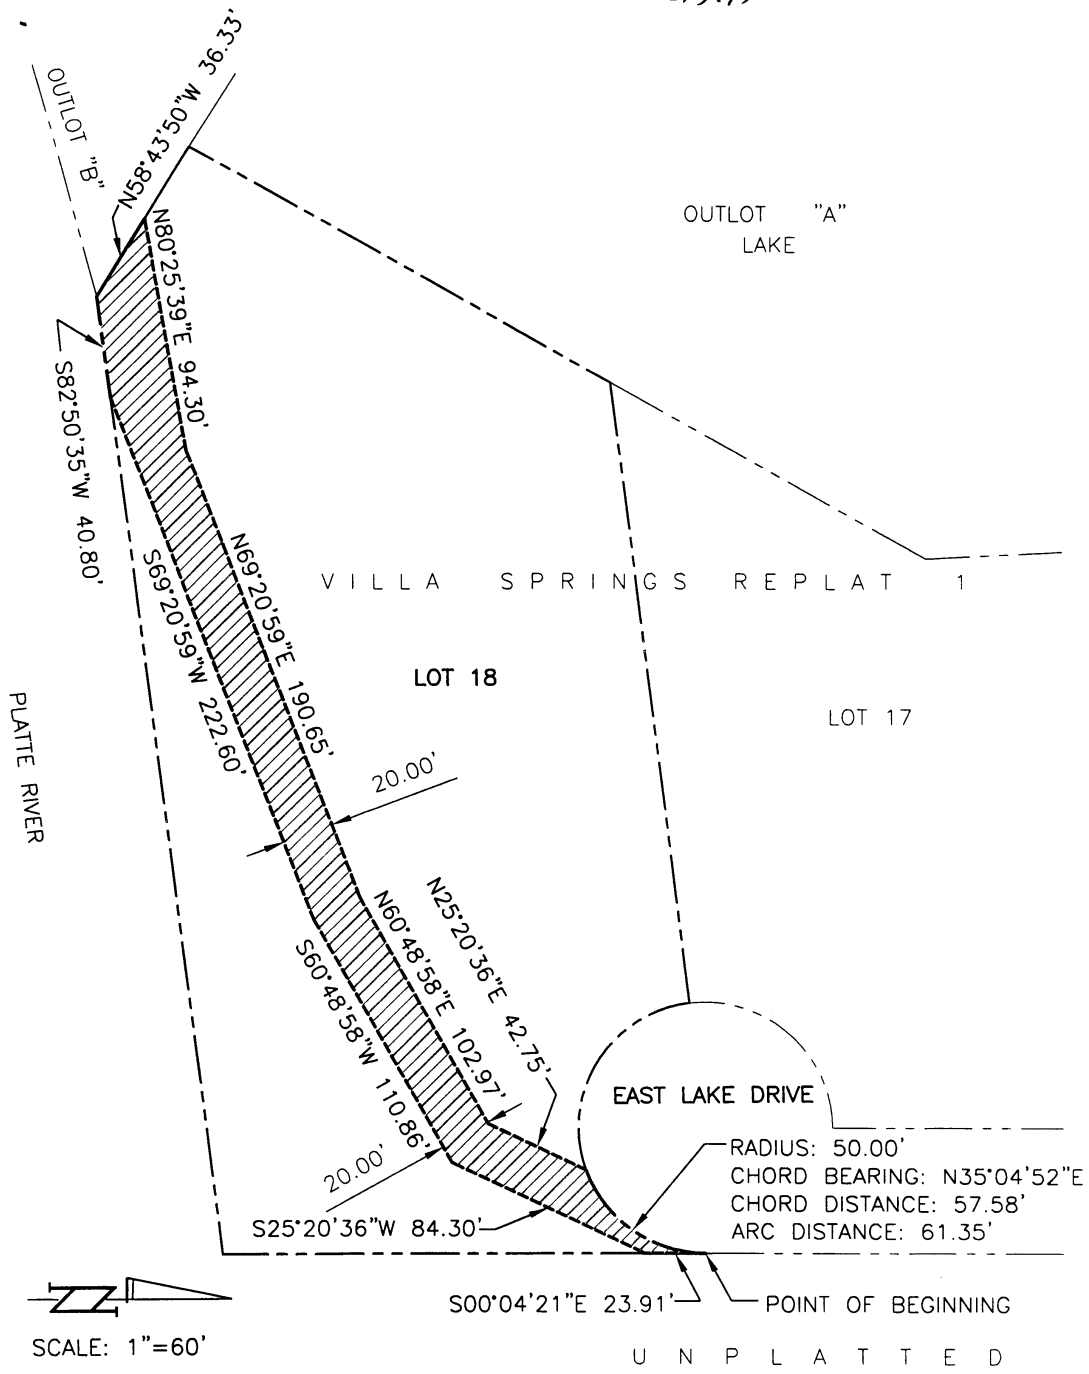 OUTLOT "B"
N58°43'50"W 36.33'
OUTLOT "A"
LAKE
N80°25'39"E 94.30'
S82°50'35"W 40.80'
S69°20'59"W 222.60'
N69°20'59"E 190.65'
VILLA SPRINGS REPLAT 1
LOT 18
LOT 17
PLATTE RIVER
20.00'
N25°20'36"E 42.75'
N60°48'58"E 102.97'
S60°48'58"W 110.86'
EAST LAKE DRIVE
20.00'
RADIUS: 50.00'
CHORD BEARING: N35°04'52"E
CHORD DISTANCE: 57.58'
ARC DISTANCE: 61.35'
S25°20'36"W 84.30'
S00°04'21"E 23.91'
POINT OF BEGINNING
SCALE: 1"=60'
UNPLATTED